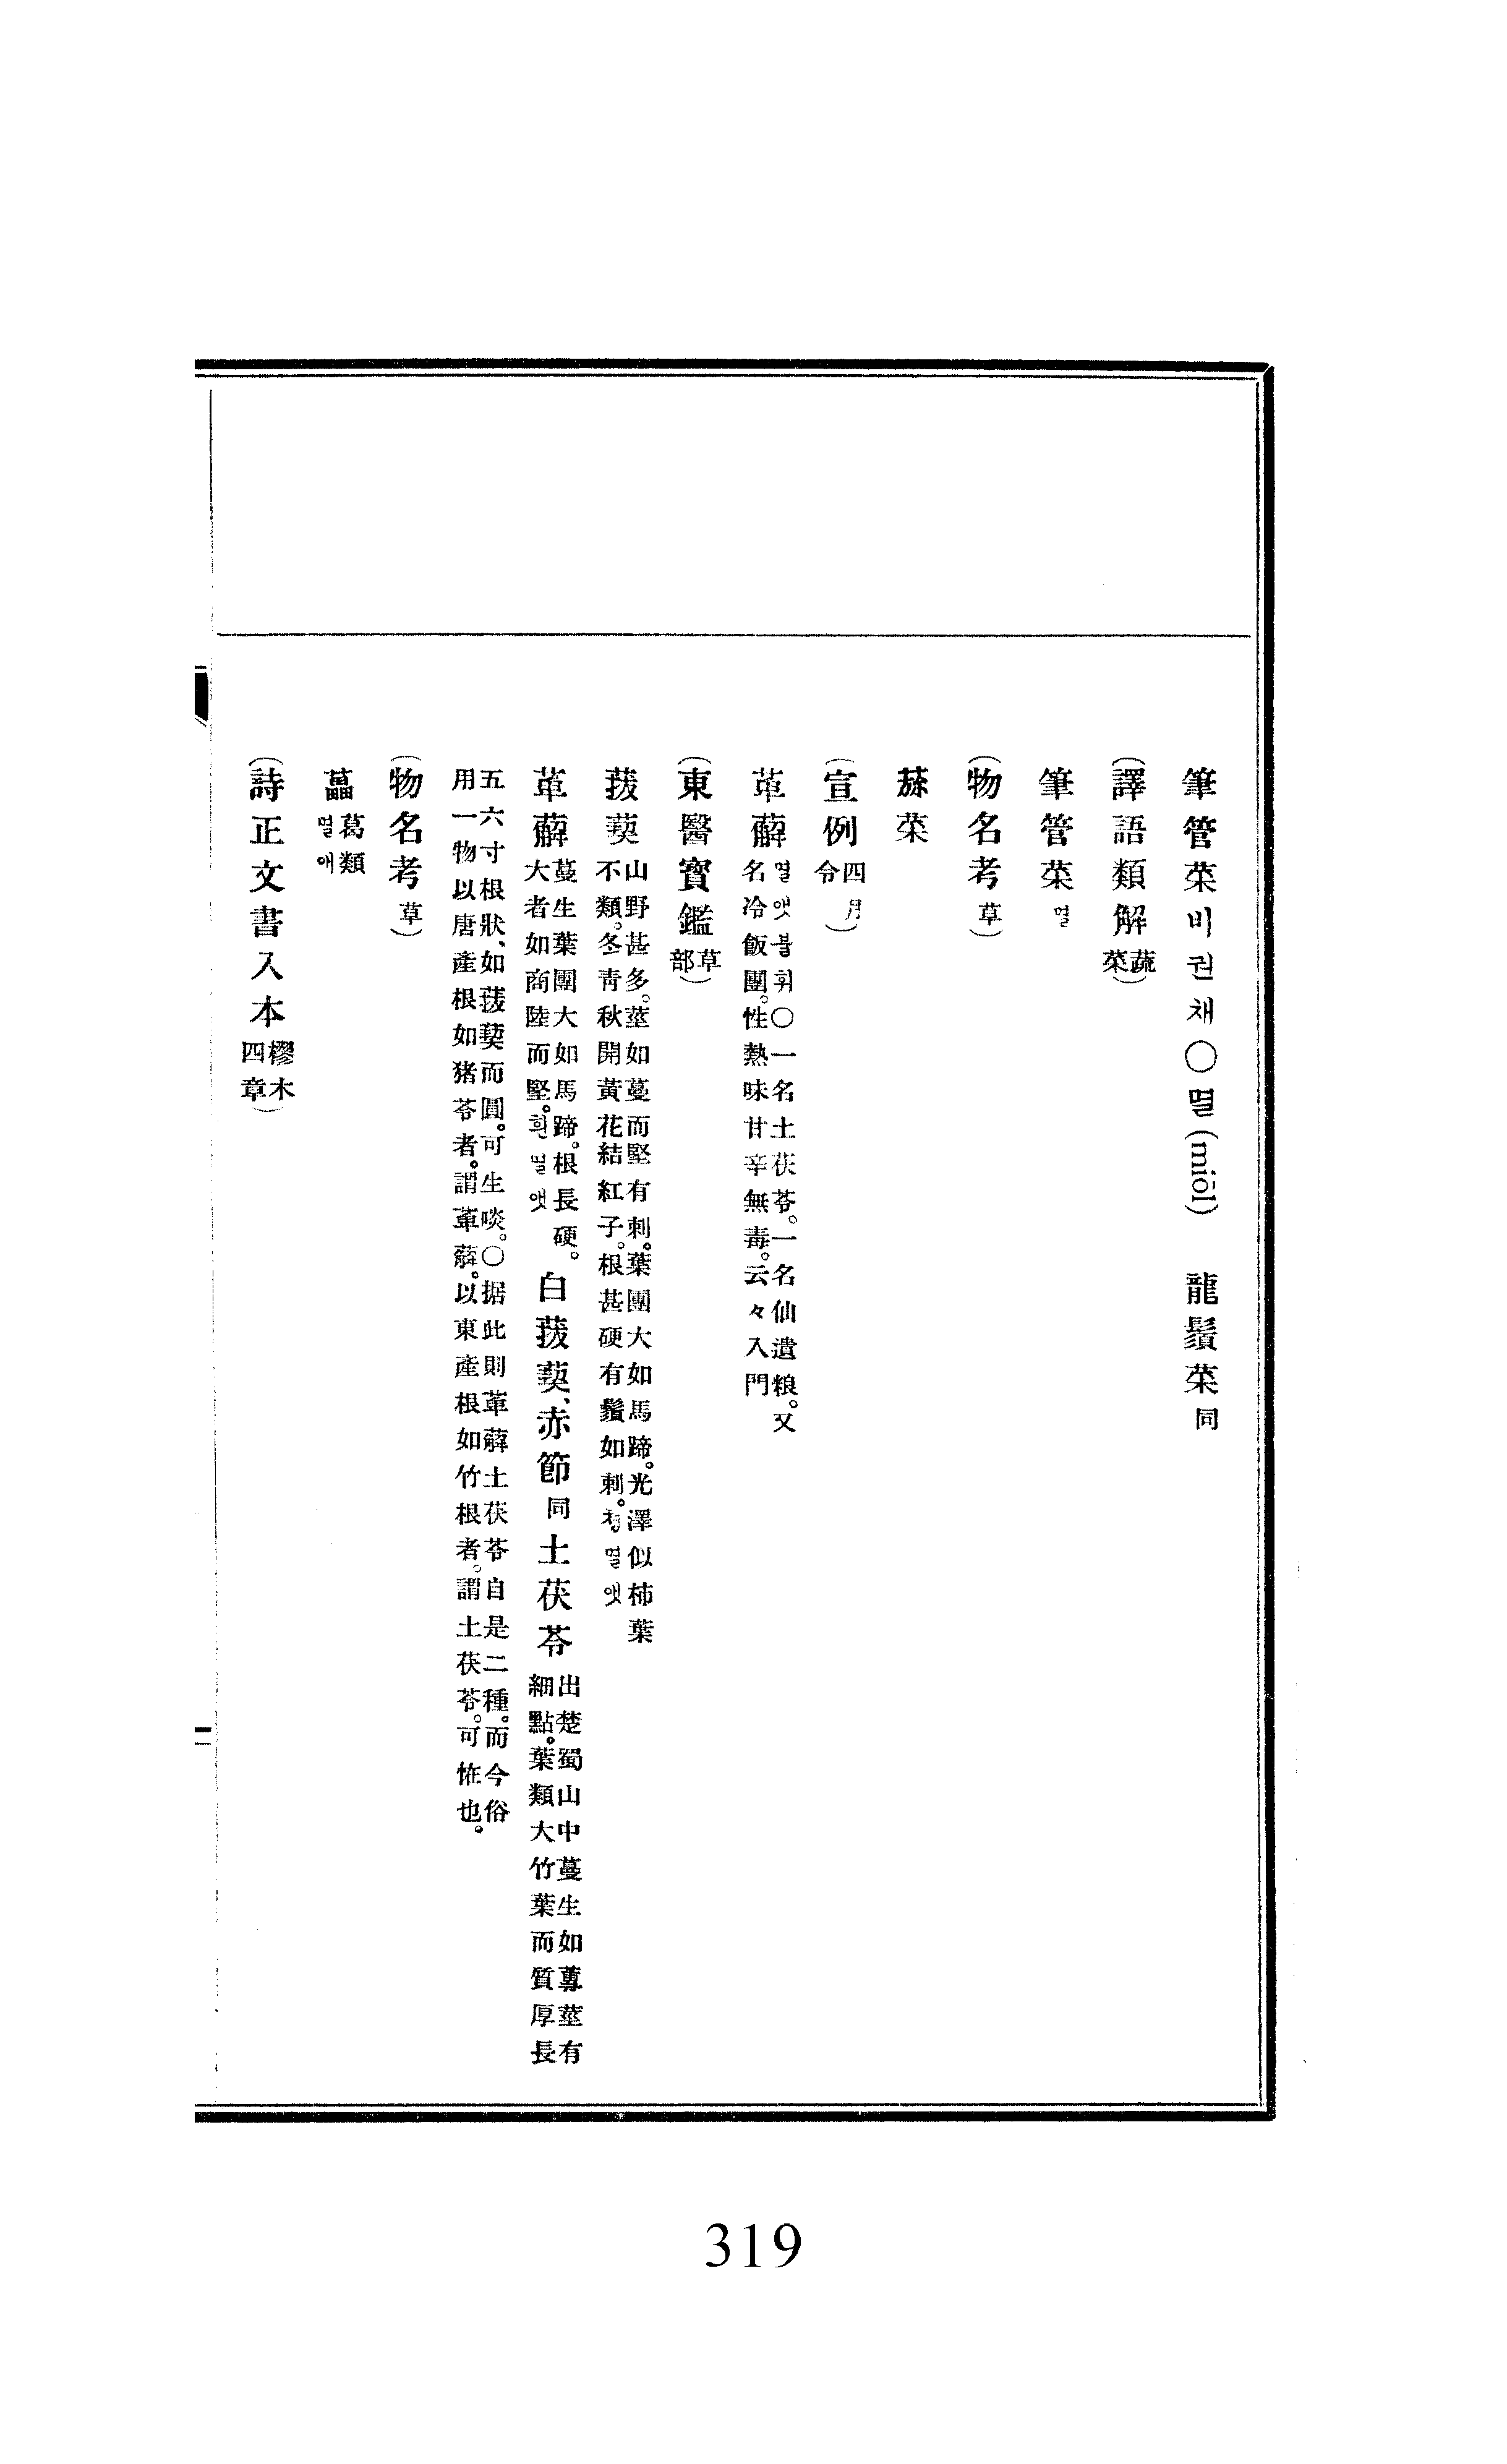 筆管菜 비관채 ○ 멸 (miŏl)　龍鬚菜 同
(譯語類解 蔬菜)
筆管菜 멸
(物名考 草)
蒤菜
(宣例 四月令)
萆薢 멸앳불휘○一名土茯苓。一名仙遺粮。又名冷飯團。性熱味甘辛無毒。云々入門
(東醫寶鑑 草部)
菝葜 山野甚多。莖如蔓而堅有刺。葉團大如馬蹄。光澤似柿葉不類。冬靑秋開黃花結紅子。根甚硬有鬚如刺。청멸앳
萆薢 蔓生葉團大如馬蹄。根長硬。大者如商陸而堅。흰멸앳　白菝葜、赤節 同 土茯苓 出楚蜀山中蔓生如蓴莖有細點。葉類大竹葉而質厚長
五六寸根狀、如菝葜而圓。可生啖。○据此則萆薢土茯苓自是二種。而今俗用一物以唐產根如猪苓者。謂萆薢。以東產根如竹根者。謂土茯苓。可恠也。
(物名考 草)
藟 葛類 멸애
(詩正文書入本 樛木四章)
319